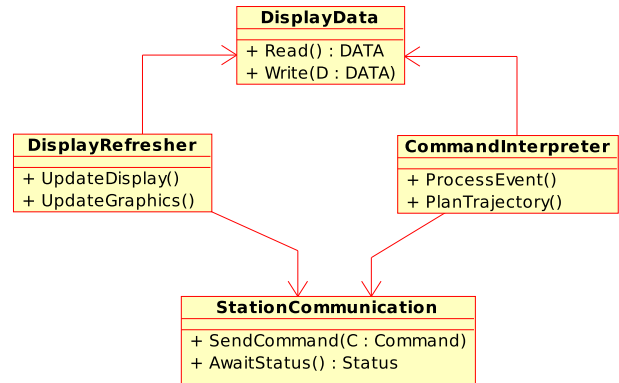 DisplayData
+ Read() : DATA
+ Write(D : DATA)
DisplayRefresher
+ UpdateDisplay()
+ UpdateGraphics()
CommandInterpreter
+ ProcessEvent()
+ PlanTrajectory()
StationCommunication
+ SendCommand(C : Command)
+ AwaitStatus() : Status